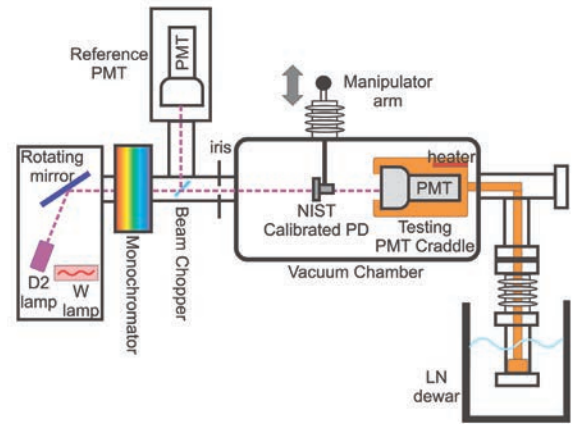 Reference
PMT
PMT
Manipulator
arm
iris
Rotating
mirror
heater
PMT
NIST
Calibrated PD
Testing
PMT Craddle
Vacuum Chamber
Beam Chopper
Monochromator
D2
lamp
W
lamp
LN
dewar